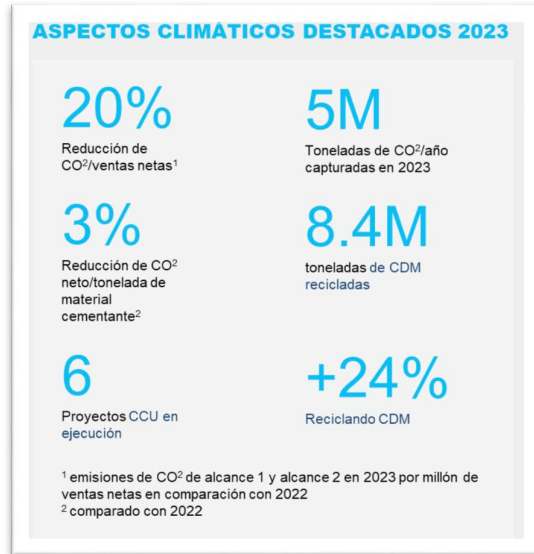 ASPECTOS CLIMÁTICOS DESTACADOS 2023
20%
Reducción de
CO²/ventas netas¹
5M
Toneladas de CO²/año
capturadas en 2023
3%
Reducción de CO²
neto/tonelada de
material
cementante²
8.4M
toneladas de CDM
recicladas
6
Proyectos CCU en
ejecución
+24%
Reciclando CDM
¹ emisiones de CO² de alcance 1 y alcance 2 en 2023 por millón de
ventas netas en comparación con 2022
² comparado con 2022